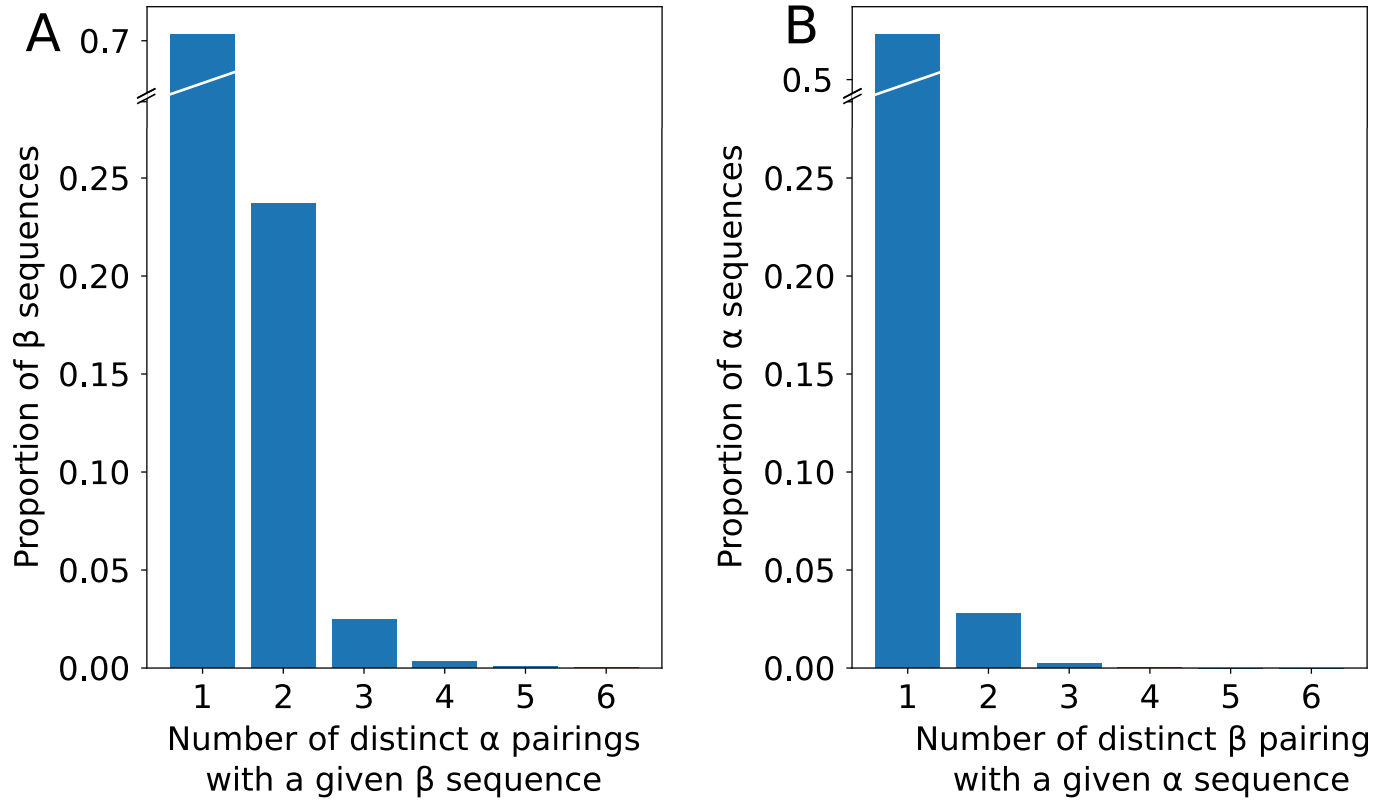 A
0.7
0.25
0.20
0.15
0.10
0.05
0.00
Proportion of β sequences
1 2 3 4 5 6
Number of distinct α pairings
with a given β sequence
B
0.5
0.25
0.20
0.15
0.10
0.05
0.00
Proportion of α sequences
1 2 3 4 5 6
Number of distinct β pairing
with a given α sequence